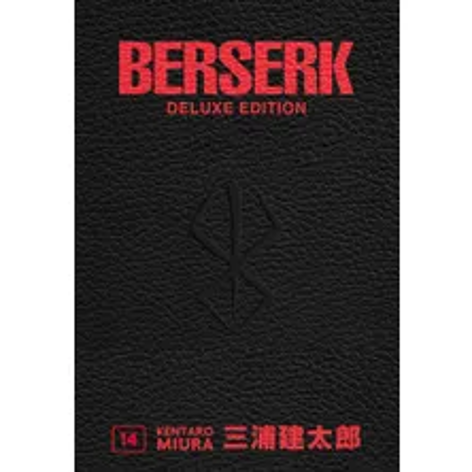 BERSERK
DELUXE EDITION
14 KENTARO MIURA 三浦建太郎